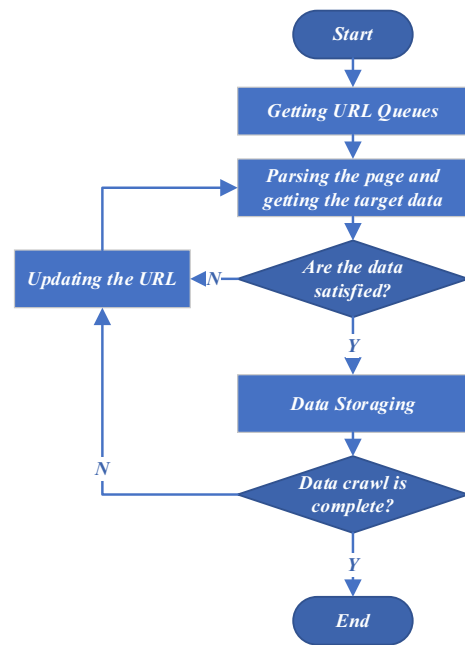 Start
Getting URL Queues
Parsing the page and
getting the target data
Updating the URL
N
Are the data
satisfied?
Y
Data Storaging
N
Data crawl is
complete?
Y
End